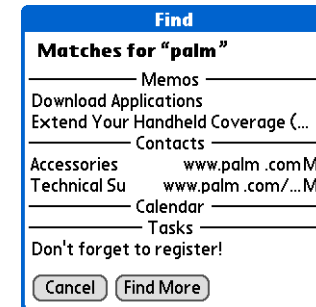 Find
Matches for “palm”
Memos
Download Applications
Extend Your Handheld Coverage (...
Contacts
Accessories www.palm .com M
Technical Su www.palm .com/... M
Calendar
Tasks
Don't forget to register!
Cancel Find More